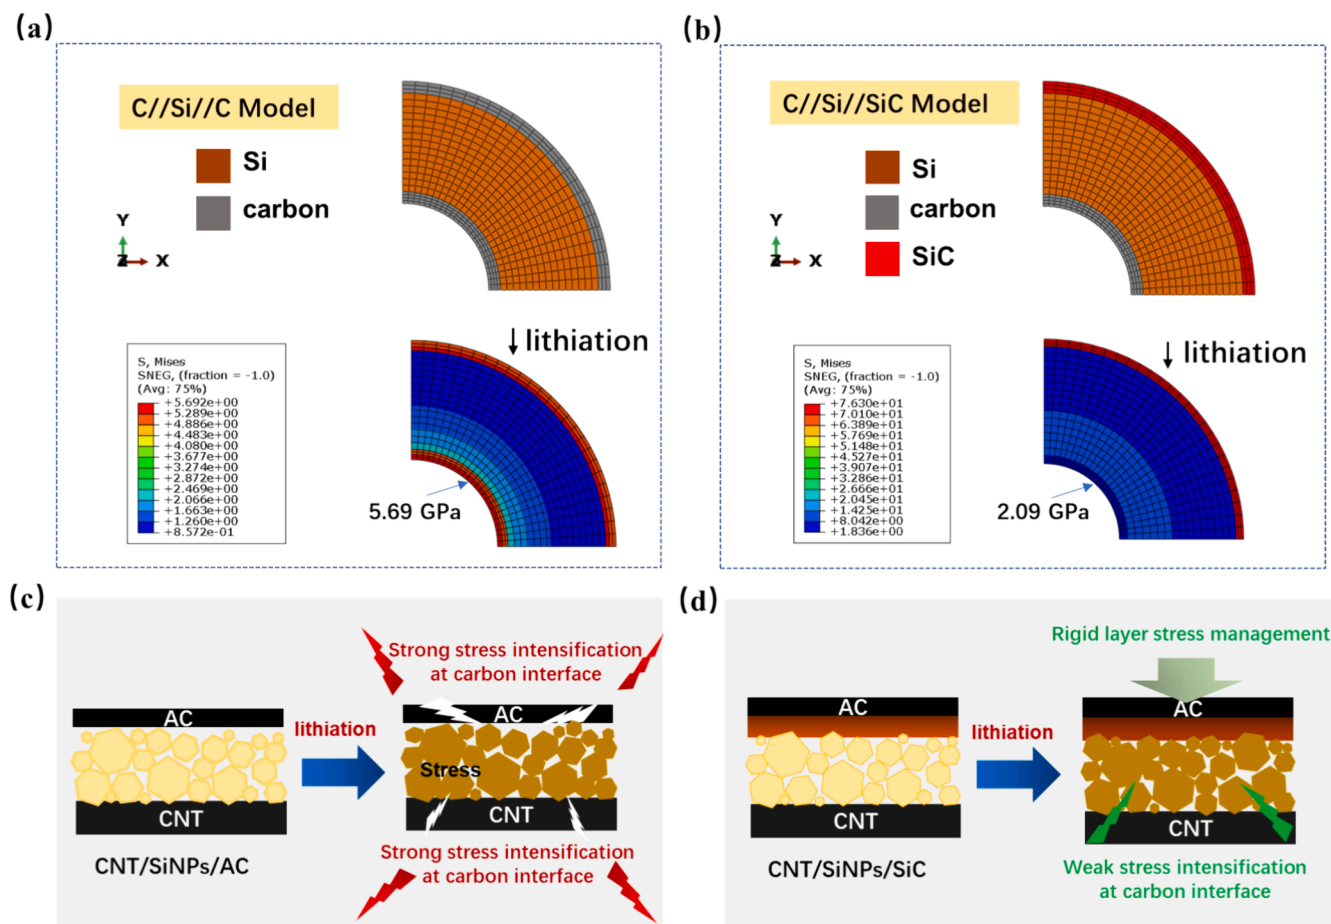 (a)
C//Si//C Model
Si
carbon
Y
Z
X
↓ lithiation
S, Mises
SNEG, (fraction = -1.0)
(Avg: 75%)
+5.692e+00
+5.289e+00
+4.886e+00
+4.483e+00
+4.080e+00
+3.677e+00
+3.274e+00
+2.872e+00
+2.469e+00
+2.066e+00
+1.663e+00
+1.260e+00
+8.572e-01
5.69 GPa
(b)
C//Si//SiC Model
Si
carbon
SiC
Y
Z
X
↓ lithiation
S, Mises
SNEG, (fraction = -1.0)
(Avg: 75%)
+7.630e+01
+7.010e+01
+6.389e+01
+5.769e+01
+5.148e+01
+4.527e+01
+3.907e+01
+3.286e+01
+2.666e+01
+2.045e+01
+1.425e+01
+8.042e+00
+1.836e+00
2.09 GPa
(c)
AC
CNT
CNT/SiNPs/AC
lithiation
Strong stress intensification
at carbon interface
AC
Stress
CNT
Strong stress intensification
at carbon interface
(d)
AC
CNT
CNT/SiNPs/SiC
lithiation
Rigid layer stress management
AC
CNT
Weak stress intensification
at carbon interface